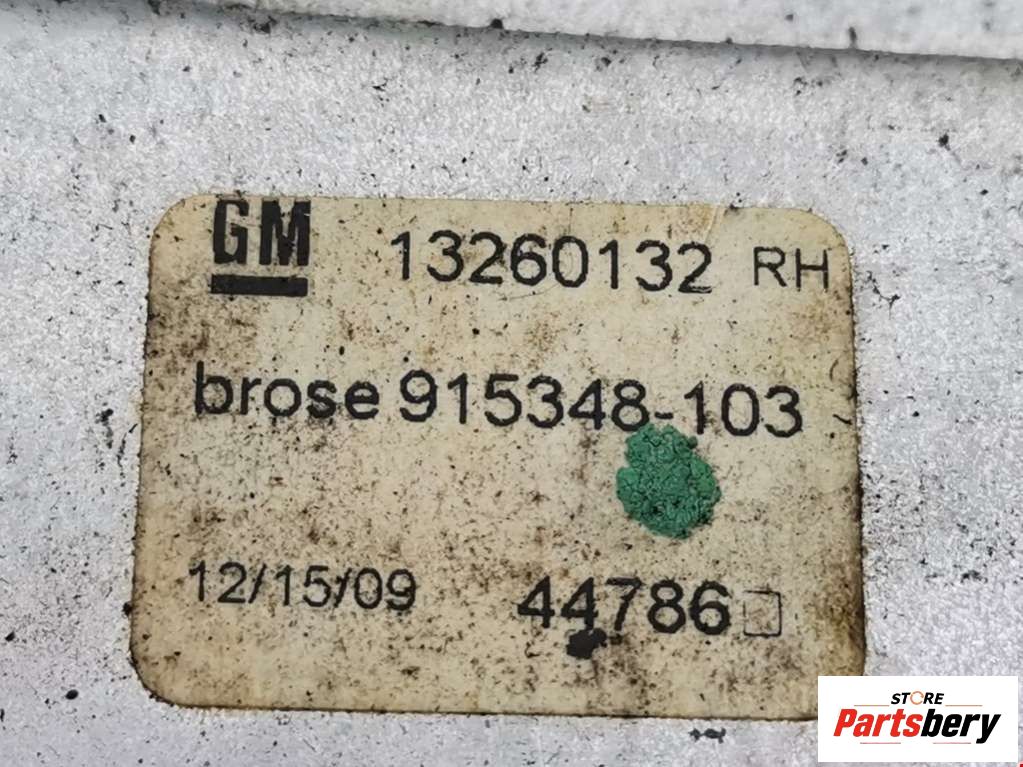 GM 13260132 RH
brose 915348-103
12/15/09 44786
STORE
Partsbery